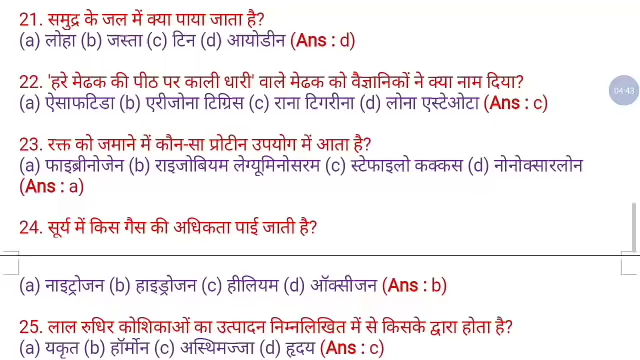 21. समुद्र के जल में क्या पाया जाता है?
(a) लोहा (b) जस्ता (c) टिन (d) आयोडीन (Ans : d)
22. 'हरे मेढक की पीठ पर काली धारी' वाले मेढक को वैज्ञानिकों ने क्या नाम दिया?
(a) ऐसाफटिडा (b) एरीजोना टिग्रिस (c) राना टिगरीना (d) लोना एस्टेओटा (Ans : c)
04:43
23. रक्त को जमाने में कौन-सा प्रोटीन उपयोग में आता है?
(a) फाइब्रीनोजेन (b) राइजोबियम लेग्यूमिनोसरम (c) स्टेफाइलो कक्कस (d) नोनोक्सारलोन
(Ans : a)
24. सूर्य में किस गैस की अधिकता पाई जाती है?
(a) नाइट्रोजन (b) हाइड्रोजन (c) हीलियम (d) ऑक्सीजन (Ans : b)
25. लाल रुधिर कोशिकाओं का उत्पादन निम्नलिखित में से किसके द्वारा होता है?
(a) यकृत (b) हॉर्मोन (c) अस्थिमज्जा (d) हृदय (Ans : c)